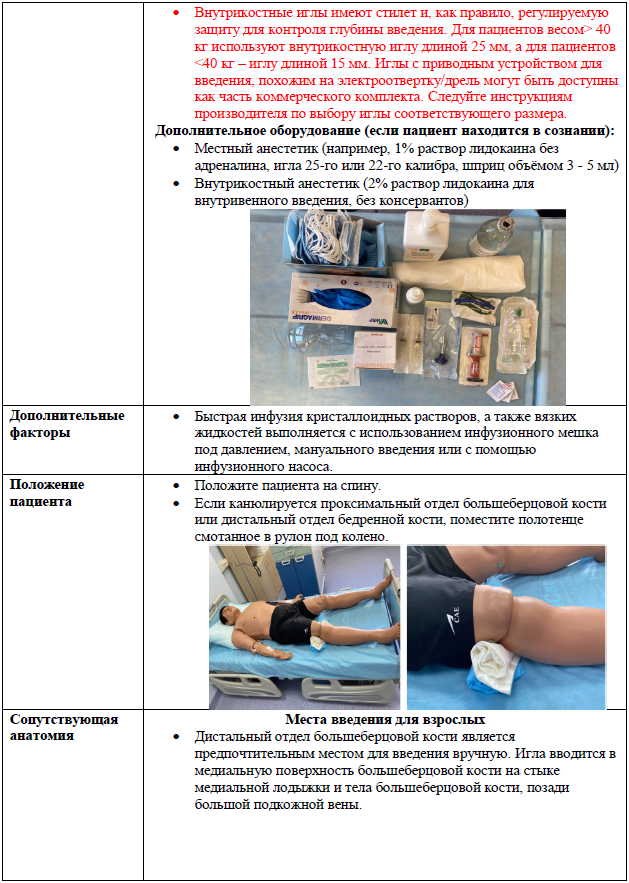 • Внутрикостные иглы имеют стилет и, как правило, регулируемую
защиту для контроля глубины введения. Для пациентов весом> 40
кг используют внутрикостную иглу длиной 25 мм, а для пациентов
<40 кг – иглу длиной 15 мм. Иглы с приводным устройством для
введения, похожим на электроотвертку/дрель могут быть доступны
как часть коммерческого комплекта. Следуйте инструкциям
производителя по выбору иглы соответствующего размера.
Дополнительное оборудование (если пациент находится в сознании):
• Местный анестетик (например, 1% раствор лидокаина без
адреналина, игла 25-го или 22-го калибра, шприц объёмом 3 - 5 мл)
• Внутрикостный анестетик (2% раствор лидокаина для
внутривенного введения, без консервантов)
DERMAGRIP
Дополнительные
факторы
• Быстрая инфузия кристаллоидных растворов, а также вязких
жидкостей выполняется с использованием инфузионного мешка
под давлением, мануального введения или с помощью
инфузионного насоса.
Положение
пациента
• Положите пациента на спину.
• Если канюлируется проксимальный отдел большеберцовой кости
или дистальный отдел бедренной кости, поместите полотенце
смотанное в рулон под колено.
CAE
Сопутствующая
анатомия
Места введения для взрослых
• Дистальный отдел большеберцовой кости является
предпочтительным местом для введения вручную. Игла вводится в
медиальную поверхность большеберцовой кости на стыке
медиальной лодыжки и тела большеберцовой кости, позади
большой подкожной вены.